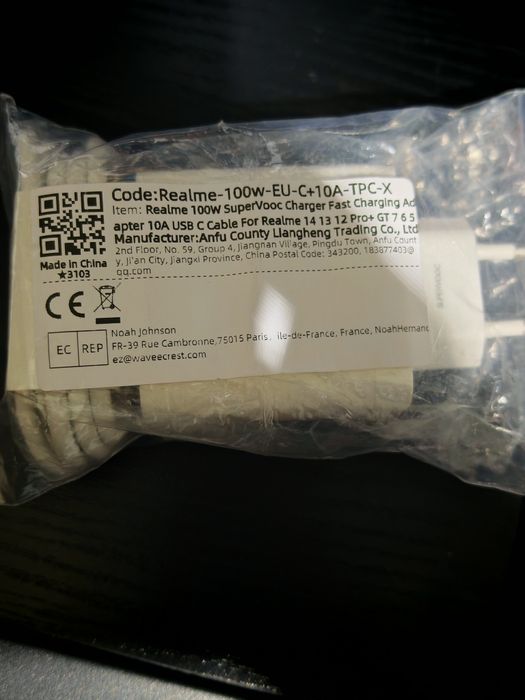 Code:Realme-100w-EU-C+10A-TPC-X
Item: Realme 100W SuperVooc Charger Fast Charging Ad
apter 10A USB C Cable For Realme 14 13 12 Pro+ GT 7 6 5
Manufacturer:Anfu County Llangheng Trading Co., Ltd
2nd Floor, No. 59, Group 4, Jiangnan Village, Pingdu Town, Anfu Count
y, Ji'an City, Jiangxi Province, China Postal Code: 343200, 183877403@
qq.com
Made in China
★3103
CE
EC REP
Noah Johnson
FR-39 Rue Cambronne,75015 Paris, Ile-de-France, France, NoahHernand
ez@waveecrest.com
SUPERVOOC